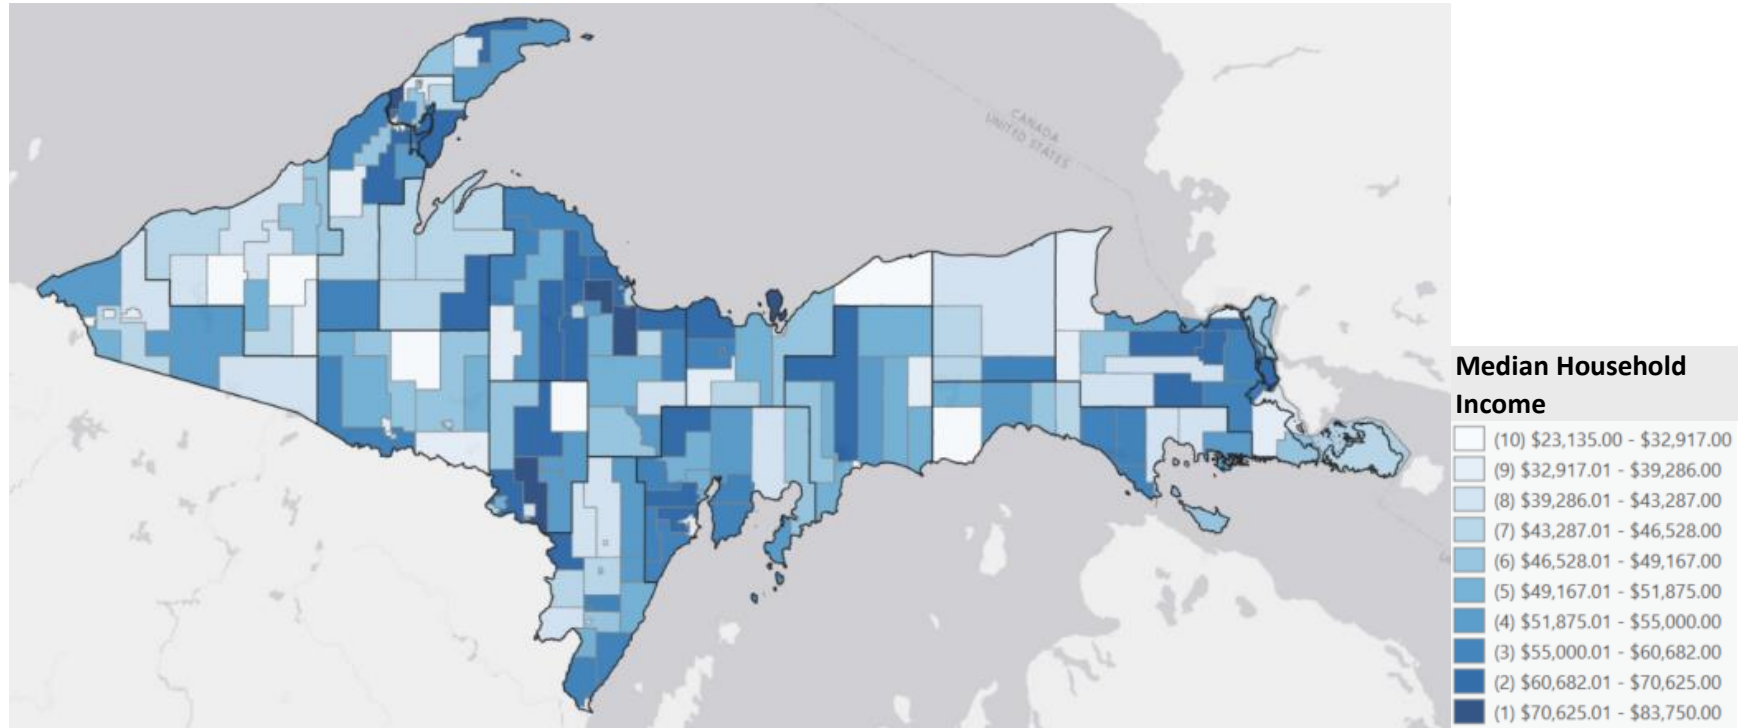 CANADA
UNITED STATES
Median Household
Income
(10) $23,135.00 - $32,917.00
(9) $32,917.01 - $39,286.00
(8) $39,286.01 - $43,287.00
(7) $43,287.01 - $46,528.00
(6) $46,528.01 - $49,167.00
(5) $49,167.01 - $51,875.00
(4) $51,875.01 - $55,000.00
(3) $55,000.01 - $60,682.00
(2) $60,682.01 - $70,625.00
(1) $70,625.01 - $83,750.00